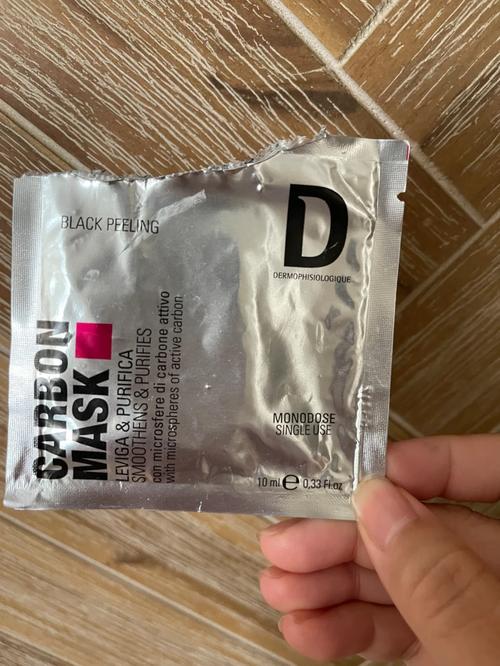 BLACK PEELING
D
DERMOPHISIOLOGIQUE
CARBON
MASK
LEVIGA & PURIFICA
SMOOTHENS & PURIFIES
con microsfere di carbone attivo
with microspheres of active carbon
MONODOSE
SINGLE USE
10 ml ℮ 0,33 Fl.oz